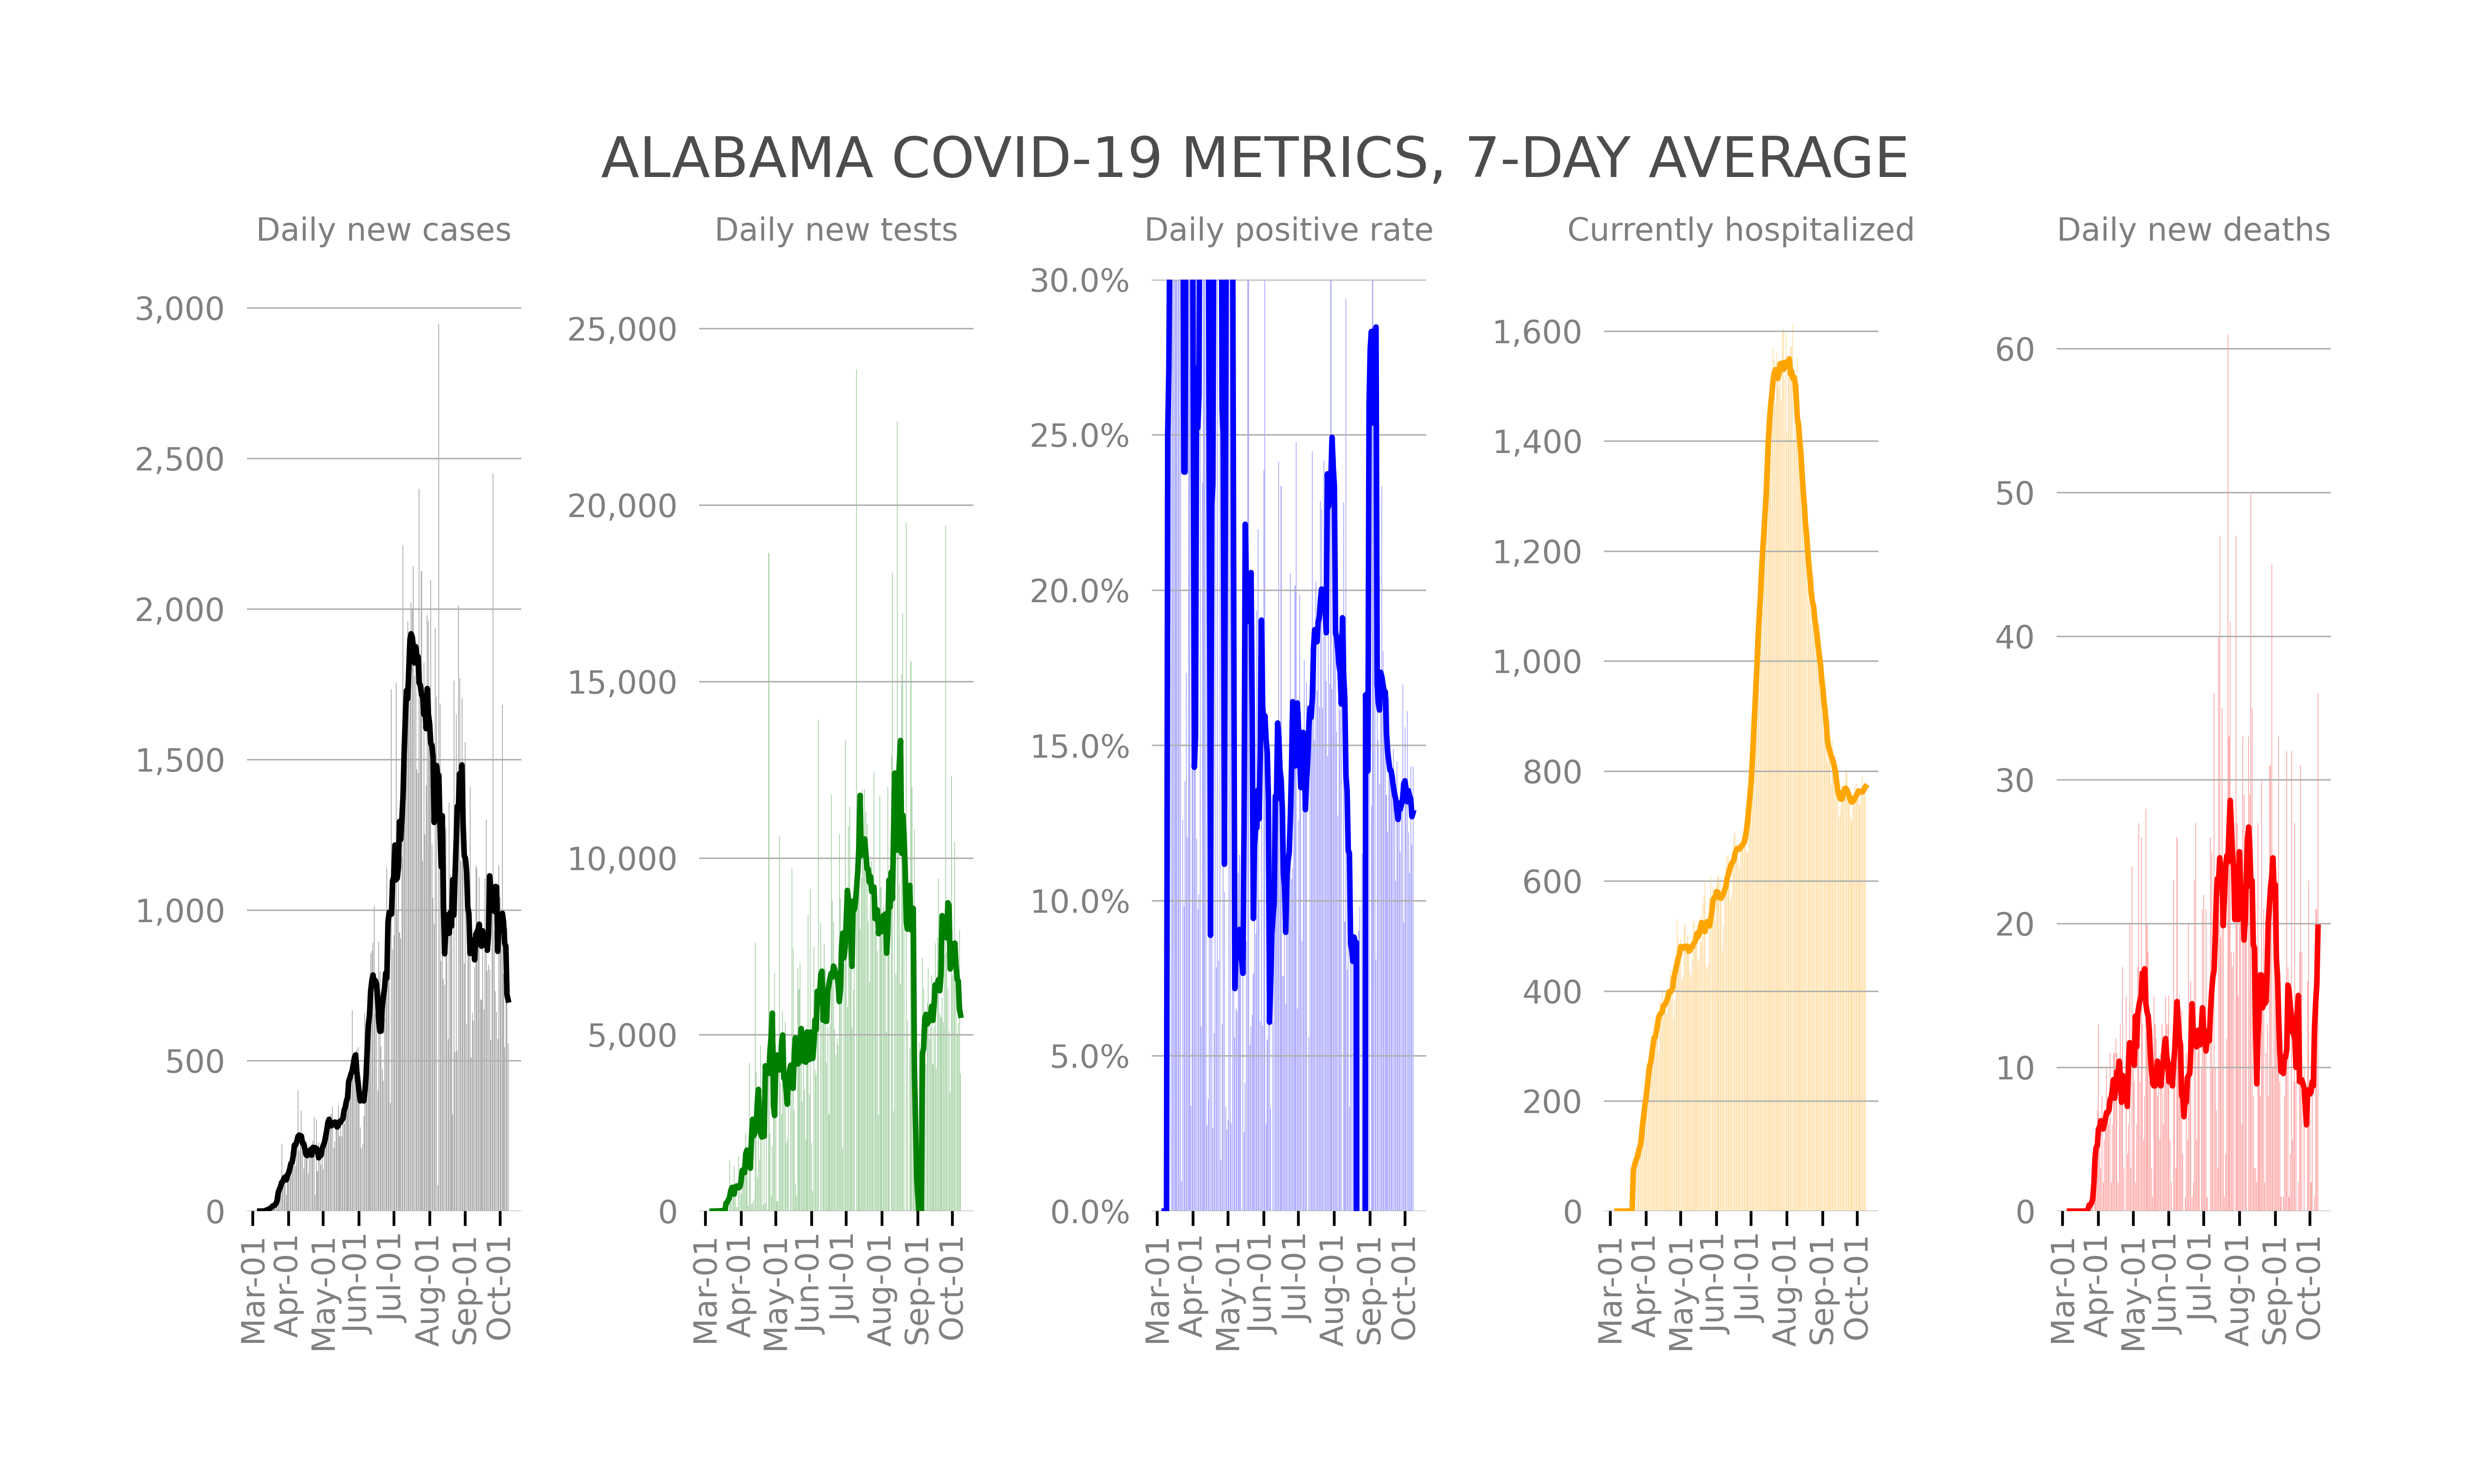 ALABAMA COVID-19 METRICS, 7-DAY AVERAGE
Daily new cases
3,000
2,500
2,000
1,500
1,000
500
0
Mar-01
Apr-01
May-01
Jun-01
Jul-01
Aug-01
Sep-01
Oct-01
Daily new tests
25,000
20,000
15,000
10,000
5,000
0
Mar-01
Apr-01
May-01
Jun-01
Jul-01
Aug-01
Sep-01
Oct-01
Daily positive rate
30.0%
25.0%
20.0%
15.0%
10.0%
5.0%
0.0%
Mar-01
Apr-01
May-01
Jun-01
Jul-01
Aug-01
Sep-01
Oct-01
Currently hospitalized
1,600
1,400
1,200
1,000
800
600
400
200
0
Mar-01
Apr-01
May-01
Jun-01
Jul-01
Aug-01
Sep-01
Oct-01
Daily new deaths
60
50
40
30
20
10
0
Mar-01
Apr-01
May-01
Jun-01
Jul-01
Aug-01
Sep-01
Oct-01